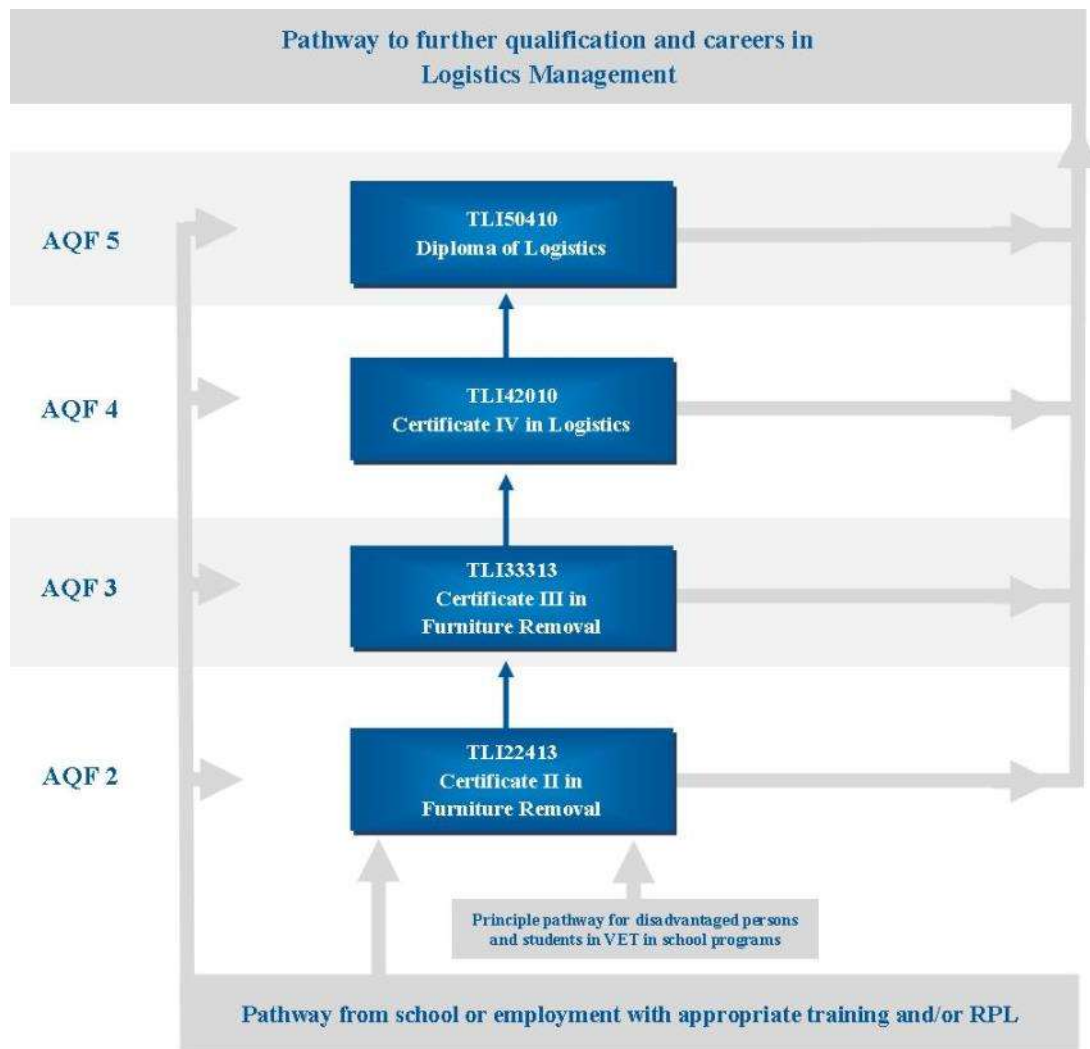 Pathway to further qualification and careers in
Logistics Management
AQF 5
TLI50410
Diploma of Logistics
AQF 4
TLI42010
Certificate IV in Logistics
AQF 3
TLI33313
Certificate III in
Furniture Removal
AQF 2
TLI22413
Certificate II in
Furniture Removal
Principle pathway for disadvantaged persons
and students in VET in school programs
Pathway from school or employment with appropriate training and/or RPL